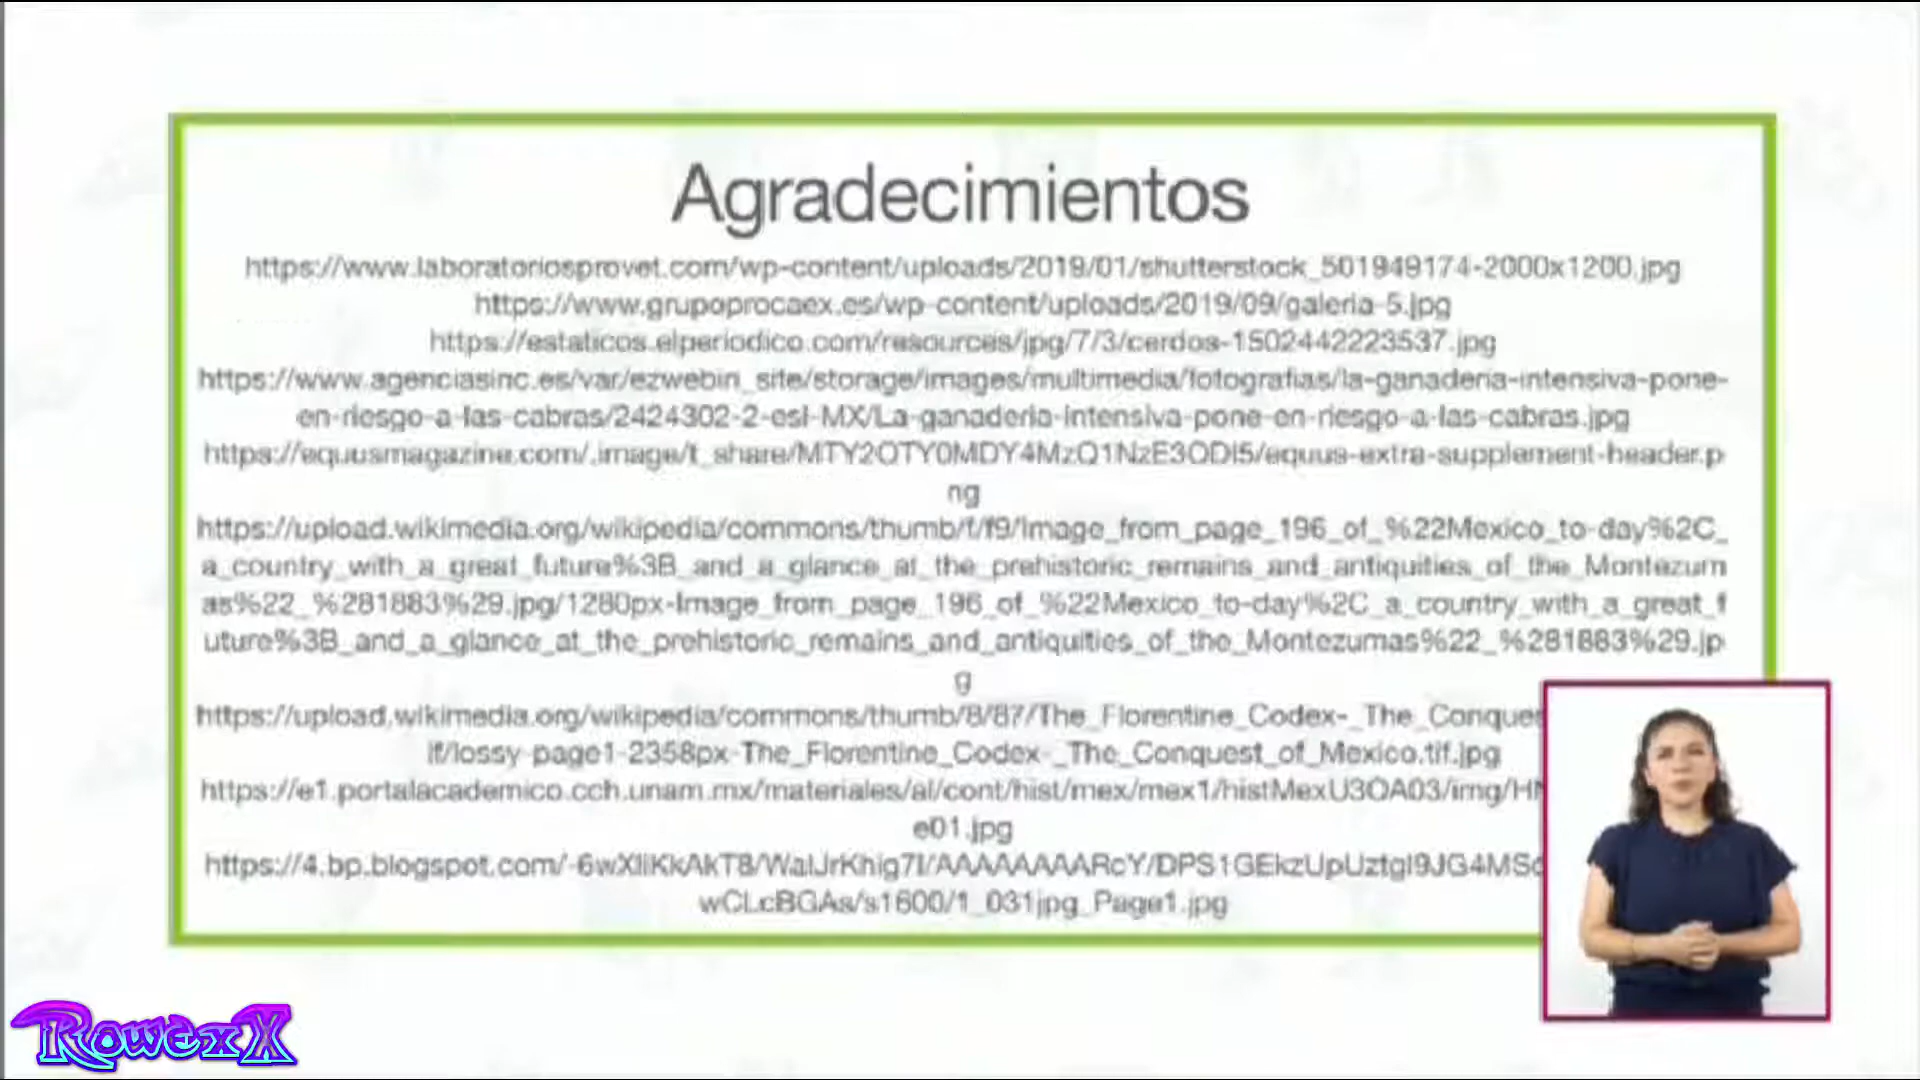 Agradecimientos
https://www.laboratoriosprovet.com/wp-content/uploads/2019/01/shutterstock_501949174-2000x1200.jpg
https://www.grupoprocaex.es/wp-content/uploads/2019/09/galeria-5.jpg
https://estaticos.elperiodico.com/resources/jpg/7/3/cerdos-1502442223537.jpg
https://www.agenciasinc.es/var/ezwebin_site/storage/images/multimedia/fotografias/la-ganaderia-intensiva-pone-
en-riesgo-a-las-cabras/2424302-2-esl-MX/La-ganaderia-intensiva-pone-en-riesgo-a-las-cabras.jpg
https://equusmagazine.com/.image/t_share/MTY2OTY0MDY4MzQ1NzE3ODI5/equus-extra-supplement-header.p
ng
https://upload.wikimedia.org/wikipedia/commons/thumb/f/f9/Image_from_page_196_of_%22Mexico_to-day%2C_
a_country_with_a_great_future%3B_and_a_glance_at_the_prehistoric_remains_and_antiquities_of_the_Montezum
as%22_%281883%29.jpg/1280px-Image_from_page_196_of_%22Mexico_to-day%2C_a_country_with_a_great_f
uture%3B_and_a_glance_at_the_prehistoric_remains_and_antiquities_of_the_Montezumas%22_%281883%29.jp
g
https://upload.wikimedia.org/wikipedia/commons/thumb/8/87/The_Florentine_Codex-_The_Conques
if/lossy-page1-2358px-The_Florentine_Codex-_The_Conquest_of_Mexico.tif.jpg
https://e1.portalacademico.cch.unam.mx/materiales/al/cont/hist/mex/mex1/histMexU3OA03/img/H
e01.jpg
wCLcBGAs/s1600/1_031jpg_Page1.jpg
RowexX